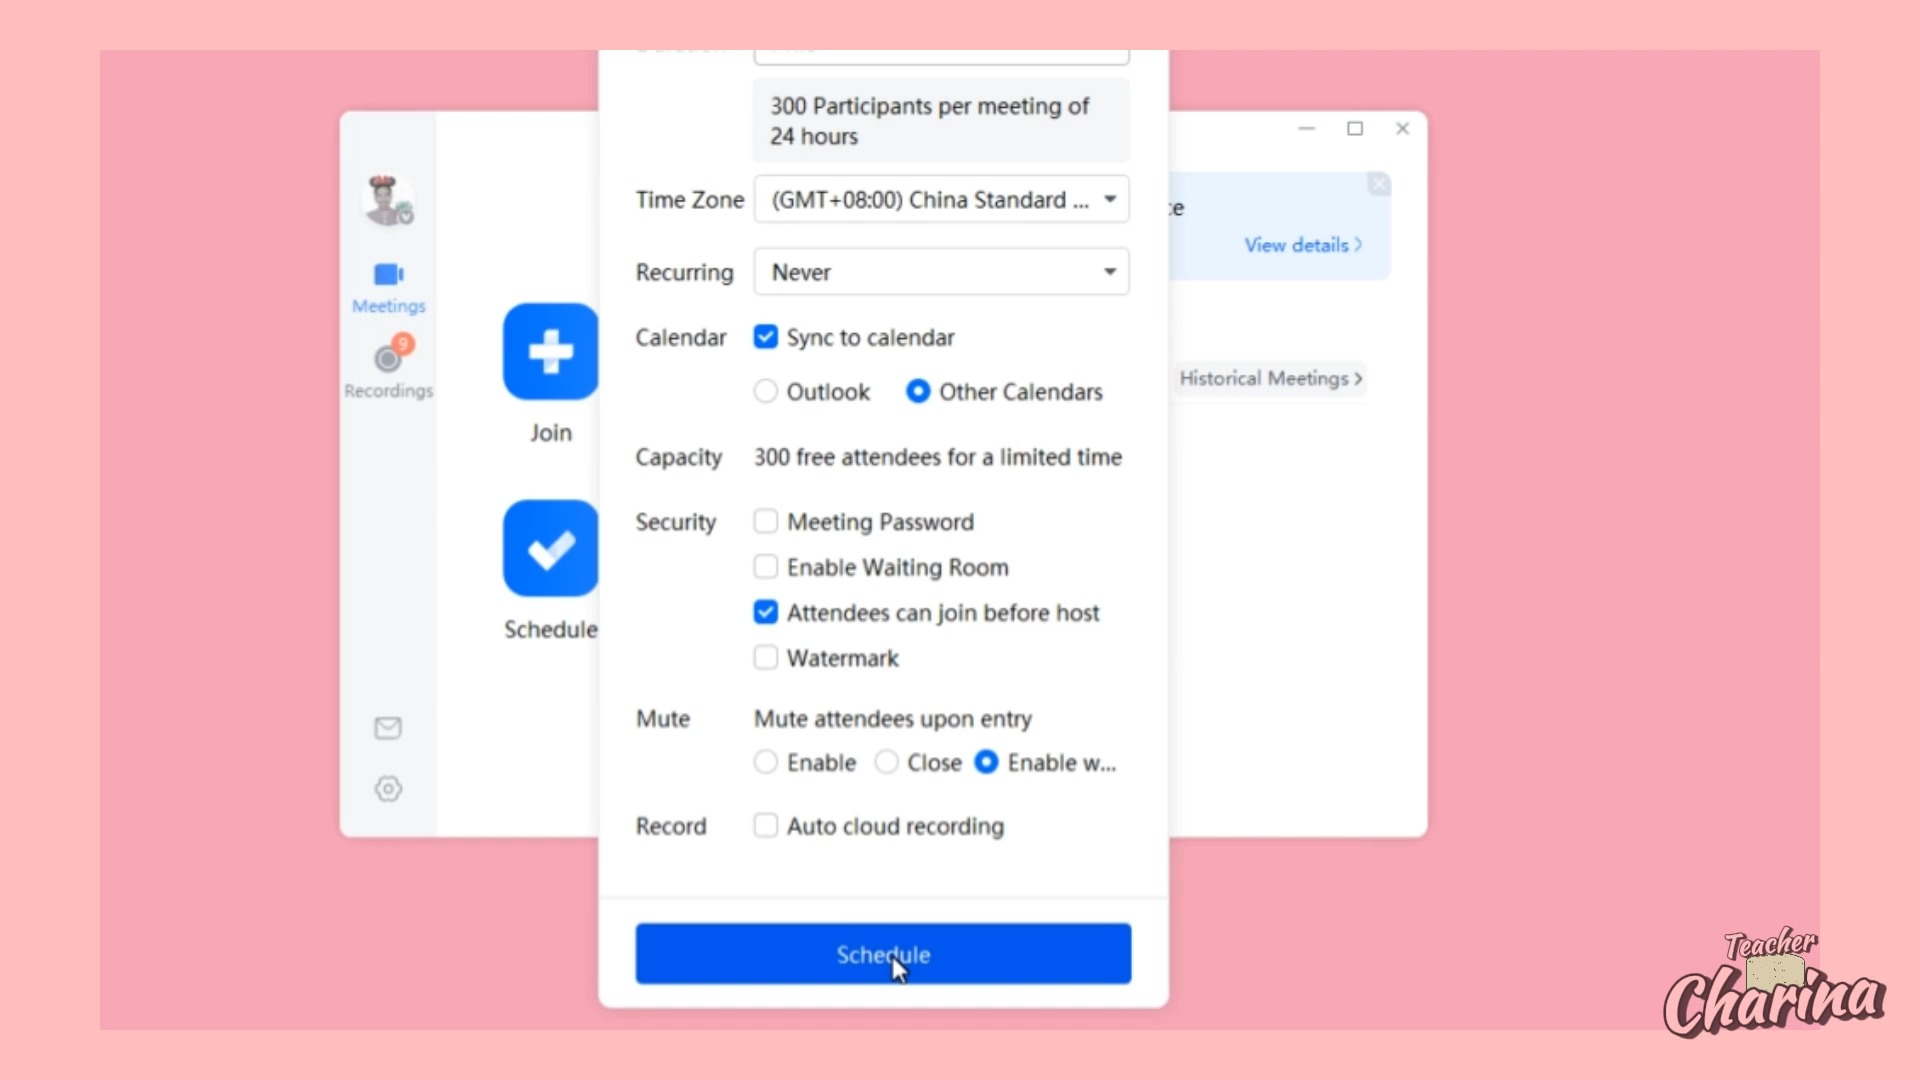 300 Participants per meeting of
24 hours
Time Zone (GMT+08:00) China Standard ...
Recurring Never
Calendar Sync to calendar
Outlook Other Calendars
Capacity 300 free attendees for a limited time
Security Meeting Password
Enable Waiting Room
Attendees can join before host
Watermark
Mute Mute attendees upon entry
Enable Close Enable w...
Record Auto cloud recording
Schedule
Meetings
9
Recordings
Join
Schedule
ce
View details
Historical Meetings
Teacher
Charina